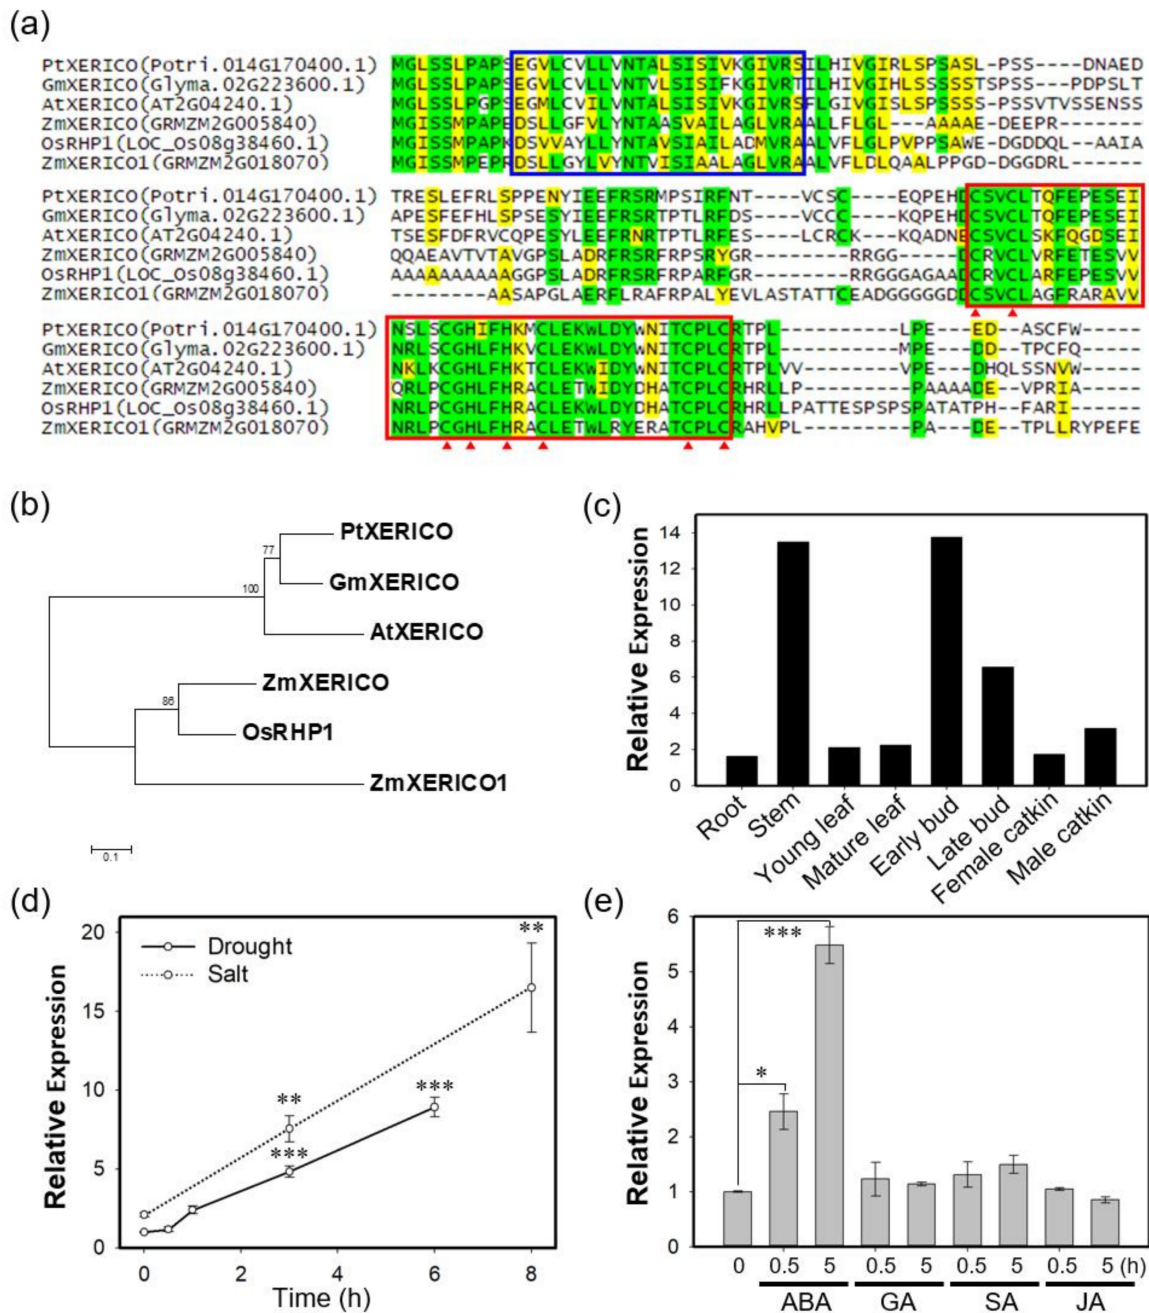 (a)
PtXERICO(Potri.014G170400.1) MGLSSLPAPSEGVLCVLLVNTALSISIVKGIVRSILHIVGIRLSPSASL-PSS---DNAED
GmXERICO(Glyma.02G223600.1) MGLSSLPAPSEGVLCVLLVNTVLSISIFKGIVRTILHIVGIHLSSSSSTSPSS---PDPSLT
AtXERICO(AT2G04240.1) MGLSSLPGPSEGMLCVILVNTALSISIVKGIVRSFLGIVGISLSPSSSSPSSVTVSSENSS
ZmXERICO(GRMZM2G005840) MGISSMPAPEDSLLGFVLYNTAASVAILAGLVRAALLFLGL---AAAAE-DEEPR------
OsRHP1(LOC_Os08g38460.1) MGISSMPAPKDSVVAYLLYNTAVSIAILADMVRAALVFLGLPVPPSAWE-DGDDQL-AAIA
ZmXERICO1(GRMZM2G018070) MGISSMPEPRDSLLGYLVYNTVISIAALAGLVRAALVFLDLQAALPPGD-DGGDRL-----
PtXERICO(Potri.014G170400.1) TRESLEFRLSPPENYIEEFRSRMPSIRFNT----VCSC----EQPEHDCSVCLTQFEPESEI
GmXERICO(Glyma.02G223600.1) APESFEFHLSPSESYIEEFRSRTPTLRFDS----VCCC----KQPEHDCSVCLTQFEPESEI
AtXERICO(AT2G04240.1) TSESFDFRVCQPESYLEEFRNRTPTLRFES----LCRCK---KQADNECSVCLSKFQGDSEI
ZmXERICO(GRMZM2G005840) QQAEAVTVTAVGPSLADRFRSRFRPSRYGR-------RRGG---DDCRVCLVRFETESVV
OsRHP1(LOC_Os08g38460.1) AAAAAAAAAGGPSLADRFRSRFRPARFGR-------RRGGGAGAADCRVCLARFEPESVV
ZmXERICO1(GRMZM2G018070) --------AASAPGLAERFLRAFRPALYEVLASTATTCEADGGGGGDDCSVCLAGFRARAVV
PtXERICO(Potri.014G170400.1) NSLSCGHIFHKMCLEKWLDYWNITCPLCRTPL-----------LPE---ED--ASCFW--
GmXERICO(Glyma.02G223600.1) NRLSCGHLFHKVCLEKWLDYWNITCPLCRTPL-----------MPE---DD--TPCFQ--
AtXERICO(AT2G04240.1) NKLKCGHLFHKTCLEKWIDYWNITCPLCRTPLVV---------VPE---DHQLSSNVW--
ZmXERICO(GRMZM2G005840) QRLPCGHLFHRACLETWIDYDHATCPLCRHRLLP---------PAAAADE--VPRIA--
OsRHP1(LOC_Os08g38460.1) NRLPCGHLFHRACLEKWLDYDHATCPLCRHRLLPATTESPSPSPATATPH--FARI----
ZmXERICO1(GRMZM2G018070) NRLPCGHLFHRACLETWLRYERATCPLCRAHVPL---------PA---DE--TPLLRYPEFE
(b)
PtXERICO
77
GmXERICO
100
AtXERICO
ZmXERICO
86
OsRHP1
ZmXERICO1
0.1
(c)
Relative Expression
14
12
10
8
6
4
2
0
Root
Stem
Young leaf
Mature leaf
Early bud
Late bud
Female catkin
Male catkin
(d)
Relative Expression
20
15
10
5
0
Drought
Salt
**
**
***
***
0 2 4 6 8
Time (h)
(e)
Relative Expression
6
5
4
3
2
1
0
***
*
0 0.5 5 0.5 5 0.5 5 0.5 5 (h)
ABA GA SA JA